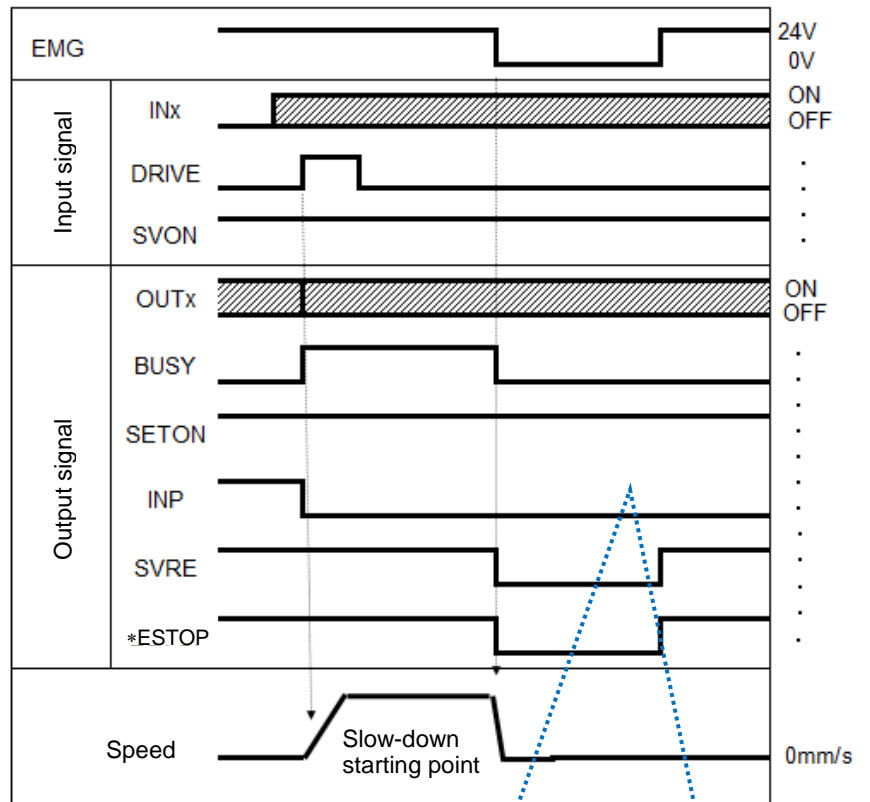 EMG
24V
0V
Input signal
INx
ON
OFF
DRIVE
SVON
Output signal
OUTx
ON
OFF
BUSY
SETON
INP
SVRE
*ESTOP
Speed
Slow-down
starting point
0mm/s